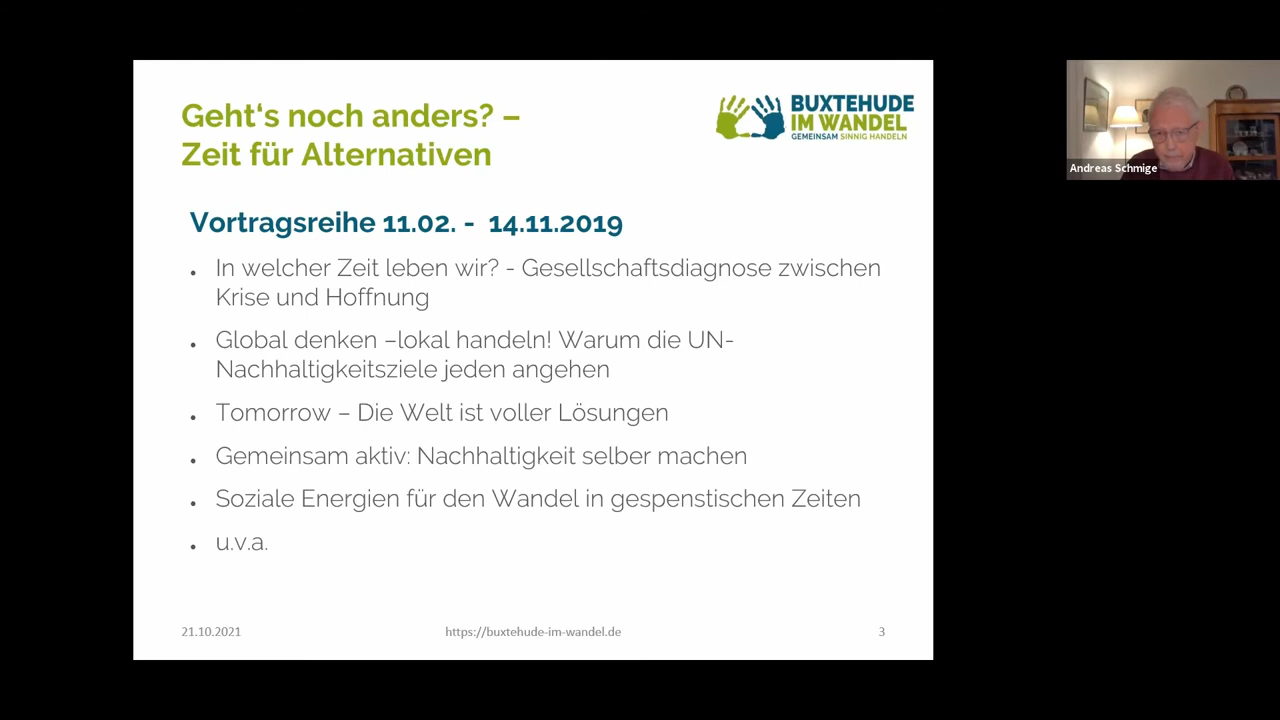 Geht‘s noch anders? –
Zeit für Alternativen
BUXTEHUDE
IM WANDEL
GEMEINSAM SINNIG HANDELN
Vortragsreihe 11.02. - 14.11.2019
• In welcher Zeit leben wir? - Gesellschaftsdiagnose zwischen
Krise und Hoffnung
• Global denken –lokal handeln! Warum die UN-
Nachhaltigkeitsziele jeden angehen
• Tomorrow – Die Welt ist voller Lösungen
• Gemeinsam aktiv: Nachhaltigkeit selber machen
• Soziale Energien für den Wandel in gespenstischen Zeiten
• u.v.a.
21.10.2021
https://buxtehude-im-wandel.de
3
Andreas Schmige